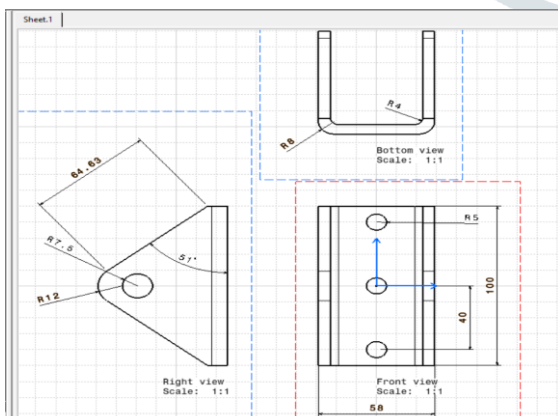 Sheet.1
R4
R8
Bottom view
Scale: 1:1
64.63
R7.5
51°
R12
Right view
Scale: 1:1
R5
100
40
Front view
Scale: 1:1
58